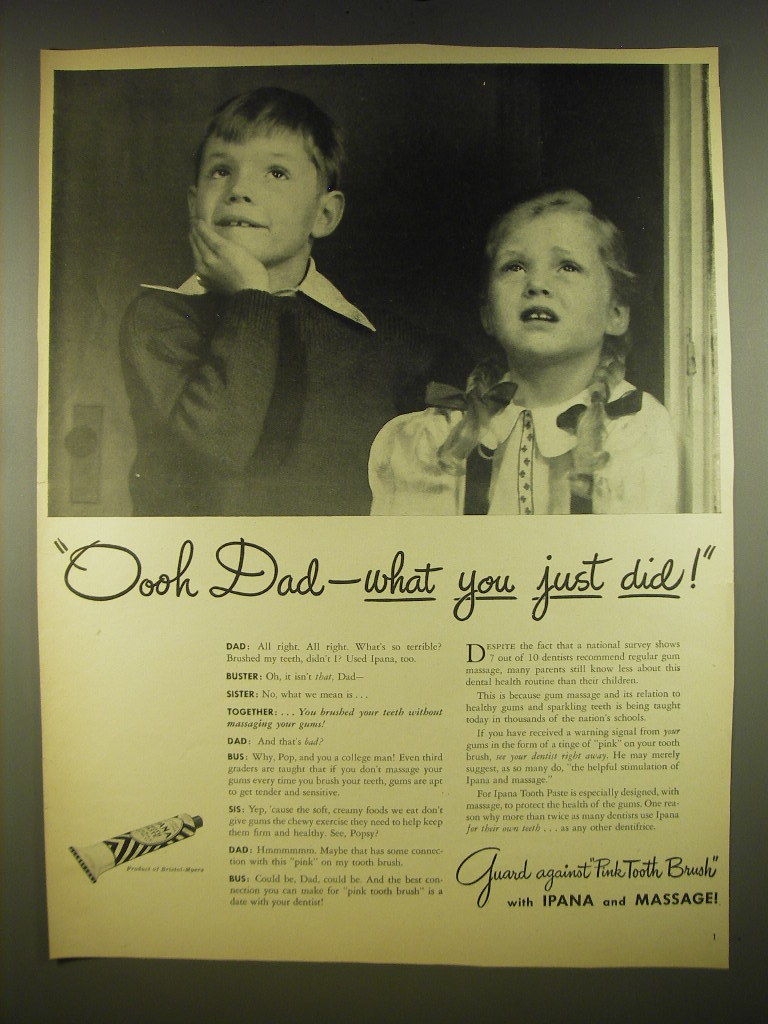 "Oooh Dad—what you just did!"
DAD: All right. All right. What's so terrible?
Brushed my teeth, didn't I? Used Ipana, too.
BUSTER: Oh, it isn't that, Dad—
SISTER: No, what we mean is . . .
TOGETHER: . . . You brushed your teeth without
massaging your gums!
DAD: And that's bad?
BUS: Why, Pop, and you a college man! Even third
graders are taught that if you don't massage your
gums every time you brush your teeth, gums are apt
to get tender and sensitive.
SIS: Yep, 'cause the soft, creamy foods we eat don't
give gums the chewy exercise they need to help keep
them firm and healthy. See, Popsy?
DAD: Hmmmmmm. Maybe that has some connec-
tion with this "pink" on my tooth brush.
BUS: Could be, Dad, could be. And the best con-
nection you can make for "pink tooth brush" is a
date with your dentist!
IPANA
TOOTH PASTE
Product of Bristol-Myers
DESPITE the fact that a national survey shows
7 out of 10 dentists recommend regular gum
massage, many parents still know less about this
dental health routine than their children.
This is because gum massage and its relation to
healthy gums and sparkling teeth is being taught
today in thousands of the nation's schools.
If you have received a warning signal from your
gums in the form of a tinge of "pink" on your tooth
brush, see your dentist right away. He may merely
suggest, as so many do, "the helpful stimulation of
Ipana and massage."
For Ipana Tooth Paste is especially designed, with
massage, to protect the health of the gums. One rea-
son why more than twice as many dentists use Ipana
for their own teeth . . . as any other dentifrice.
Guard against "Pink Tooth Brush"
with IPANA and MASSAGE!
1